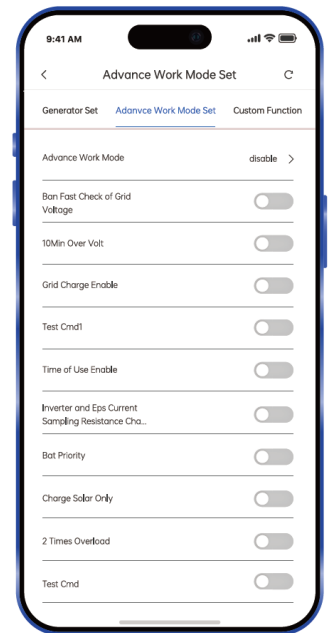 9:41 AM
Advance Work Mode Set
Generator Set Adanvce Work Mode Set Custom Function
Advance Work Mode disable
Ban Fast Check of Grid
Voltage
10Min Over Volt
Grid Charge Enable
Test Cmd1
Time of Use Enable
Inverter and Eps Current
Sampling Resistance Cha...
Bat Priority
Charge Solar Only
2 Times Overload
Test Cmd